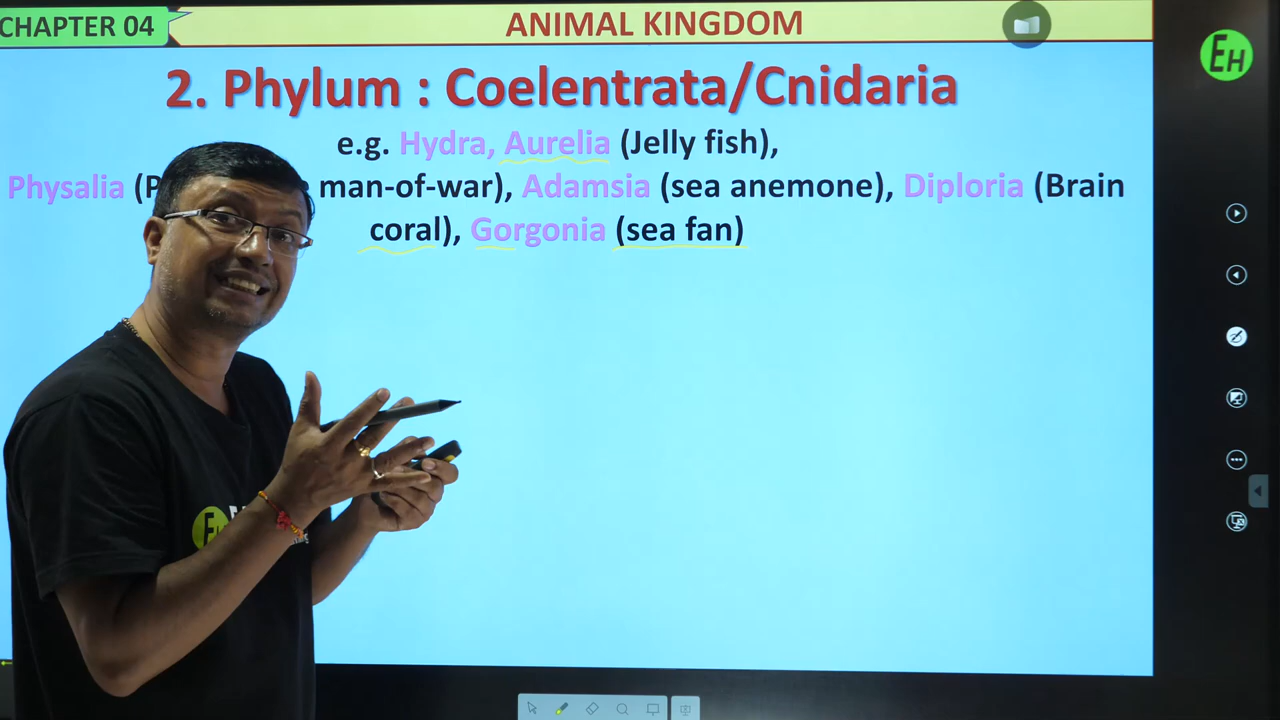 CHAPTER 04
ANIMAL KINGDOM
EH
2. Phylum : Coelentrata/Cnidaria
e.g. Hydra, Aurelia (Jelly fish),
Physalia man-of-war), Adamsia (sea anemone), Diploria (Brain
coral), Gorgonia (sea fan)
EH